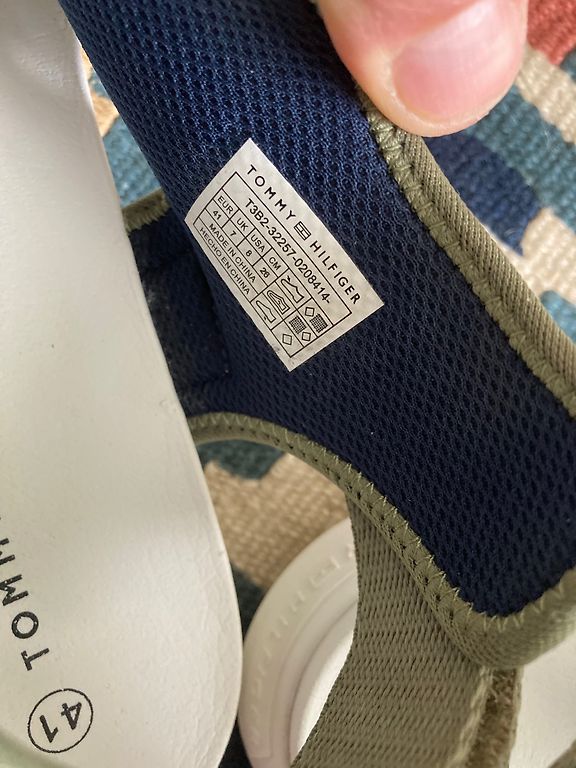 TOMMY HILFIGER
T3B2-32257-0208414-
EUR UK USA CM
41 7 8 26
MADE IN CHINA
HECHO EN CHINA
TOMM
41